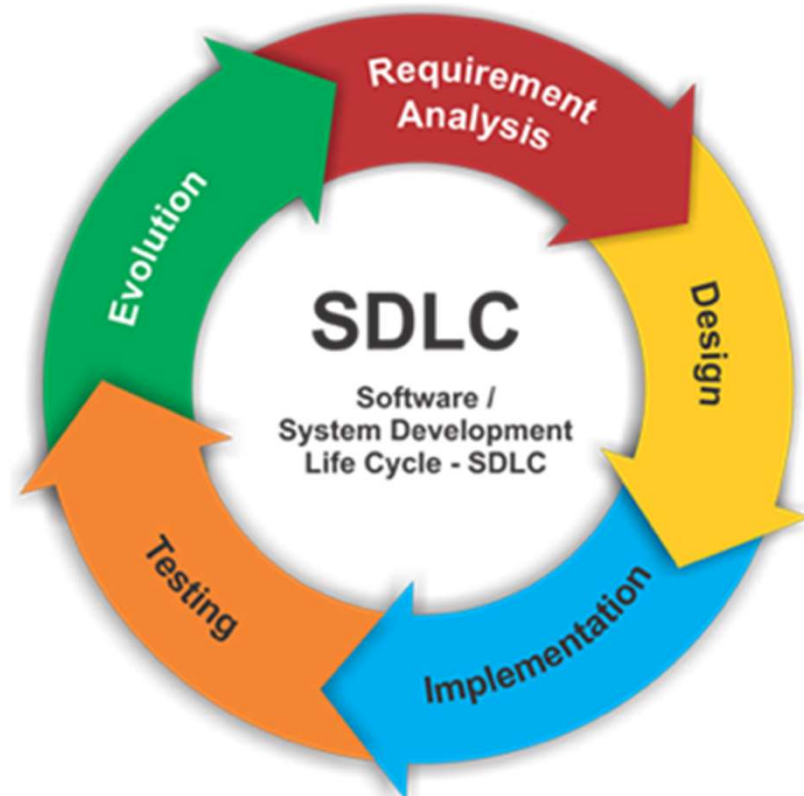 Requirement
Analysis
Design
Implementation
Testing
Evolution
SDLC
Software /
System Development
Life Cycle - SDLC